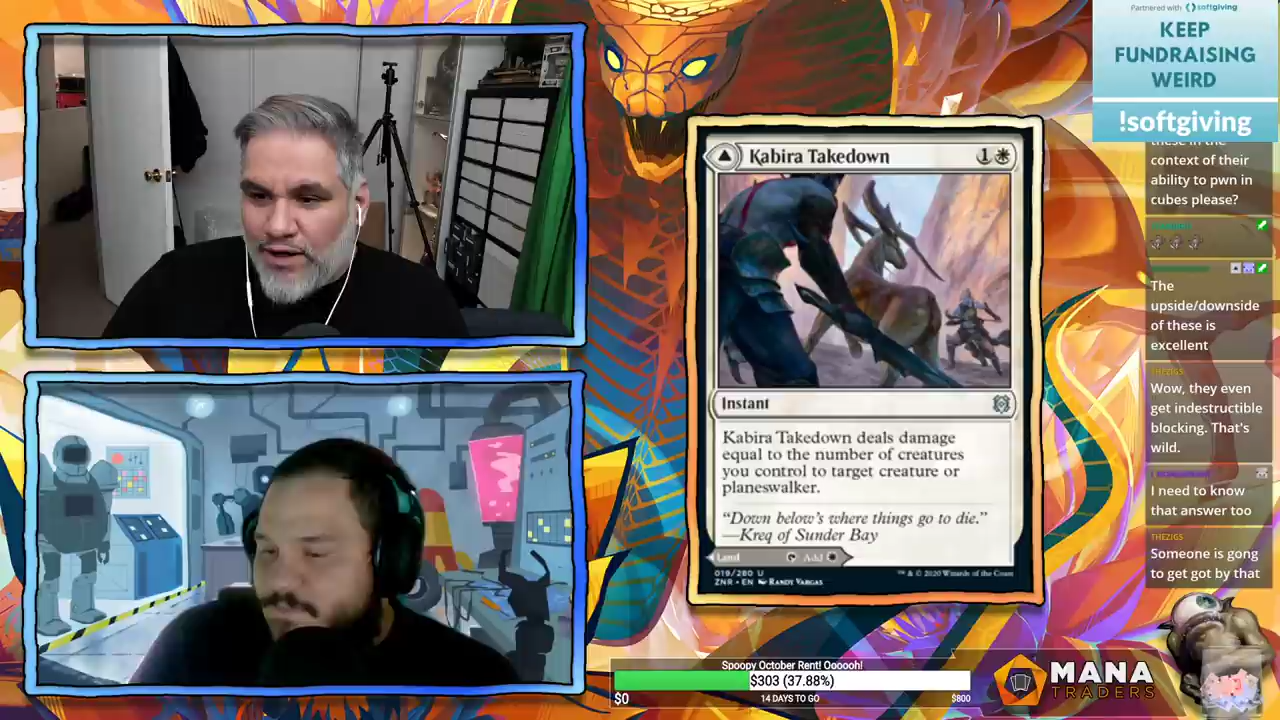 Partnered with softgiving
KEEP
FUNDRAISING
WEIRD
!softgiving
these in the
context of their
ability to pwn in
cubes please?
The
upside/downside
of these is
excellent
THEZIGS
Wow, they even
get indestructible
blocking. That's
wild.
I need to know
that answer too
THEZIGS
Someone is gong
to get got by that
Kabira Takedown 1
Instant
Kabira Takedown deals damage
equal to the number of creatures
you control to target creature or
planeswalker.
“Down below's where things go to die.”
—Kreq of Sunder Bay
Land Add
019/280 U
ZNR • EN RANDY VARGAS
™ & © 2020 Wizards of the Coast
Spoopy October Rent! Oooooh!
$303 (37.88%)
$0 14 DAYS TO GO $800
MANA
TRADERS